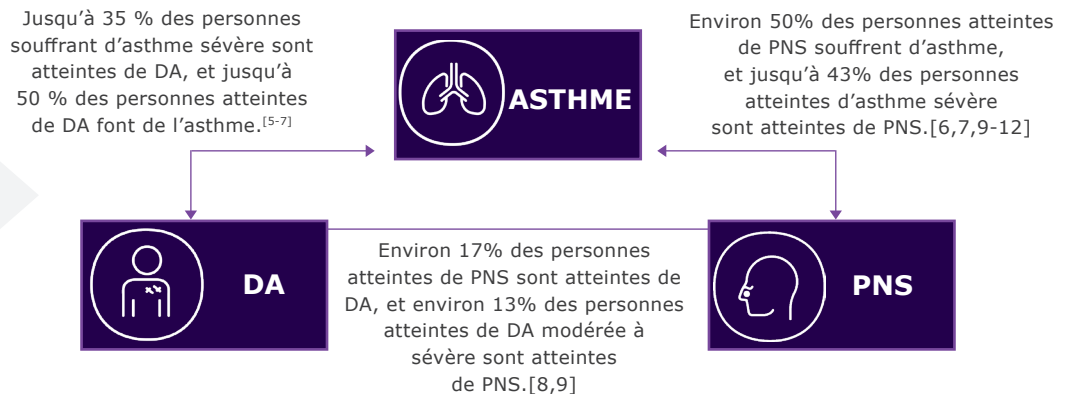 Jusqu’à 35 % des personnes
souffrant d’asthme sévère sont
atteintes de DA, et jusqu’à
50 % des personnes atteintes
de DA font de l’asthme.[5-7]
ASTHME
Environ 50% des personnes atteintes
de PNS souffrent d’asthme,
et jusqu’à 43% des personnes
atteintes d’asthme sévère
sont atteintes de PNS.[6,7,9-12]
DA
Environ 17% des personnes
atteintes de PNS sont atteintes de
DA, et environ 13% des personnes
atteintes de DA modérée à
sévère sont atteintes
de PNS.[8,9]
PNS